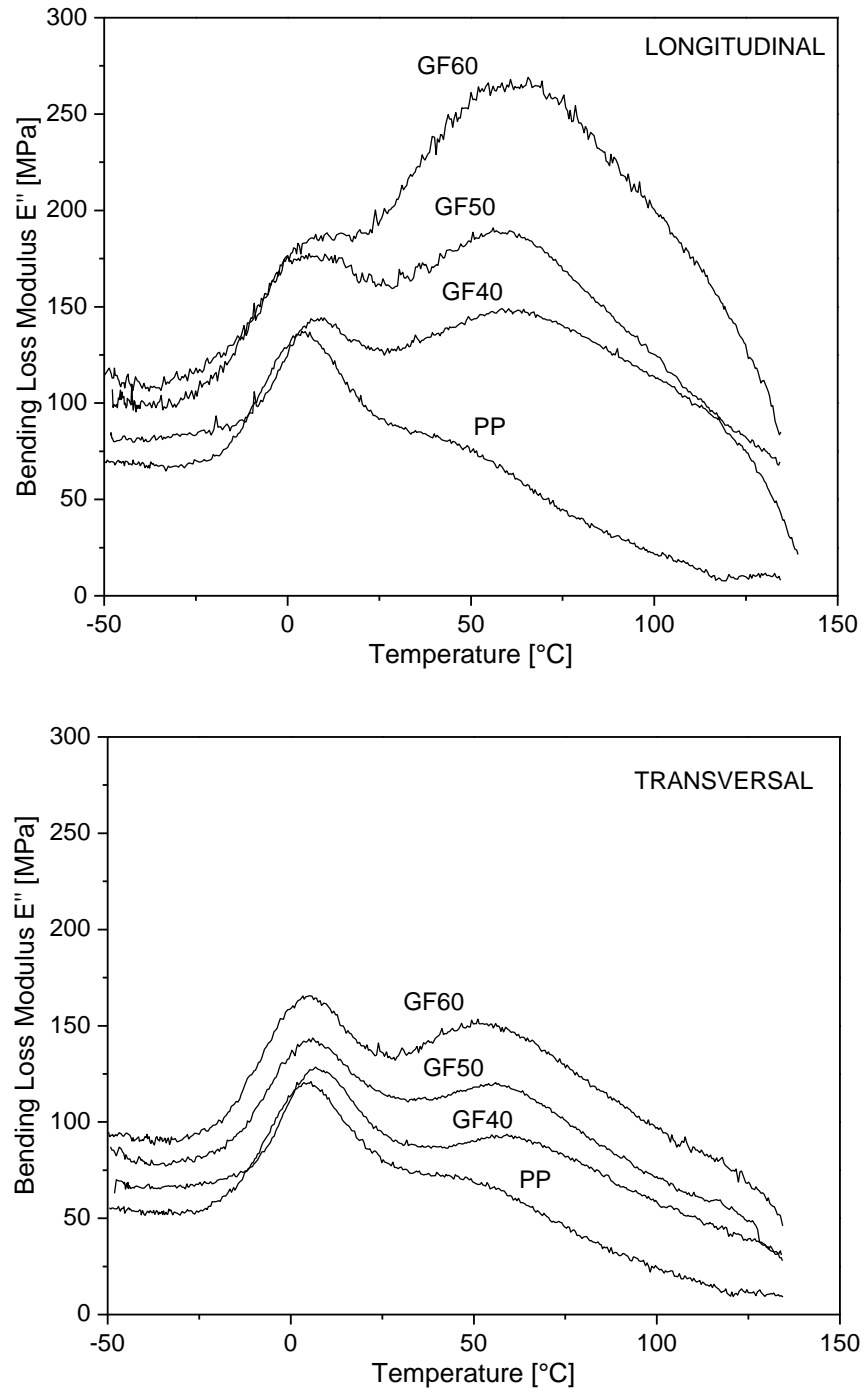 300
LONGITUDINAL
GF60
250
200
GF50
150
GF40
100
PP
50
0
-50 0 50 100 150
Bending Loss Modulus E" [MPa]
Temperature [°C]
300
TRANSVERSAL
250
200
GF60
150
GF50
100
GF40
PP
50
0
-50 0 50 100 150
Bending Loss Modulus E" [MPa]
Temperature [°C]